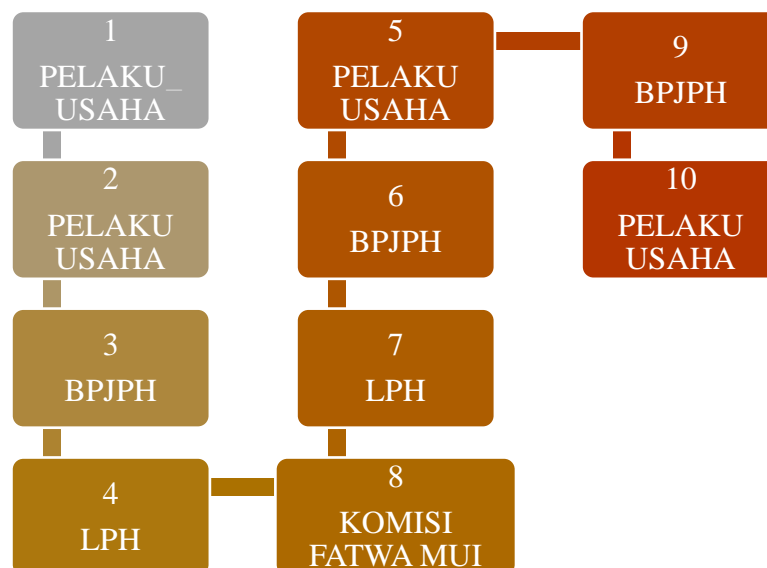 1
PELAKU_
USAHA
2
PELAKU
USAHA
3
BPJPH
4
LPH
5
PELAKU
USAHA
6
BPJPH
7
LPH
8
KOMISI
FATWA MUI
9
BPJPH
10
PELAKU
USAHA